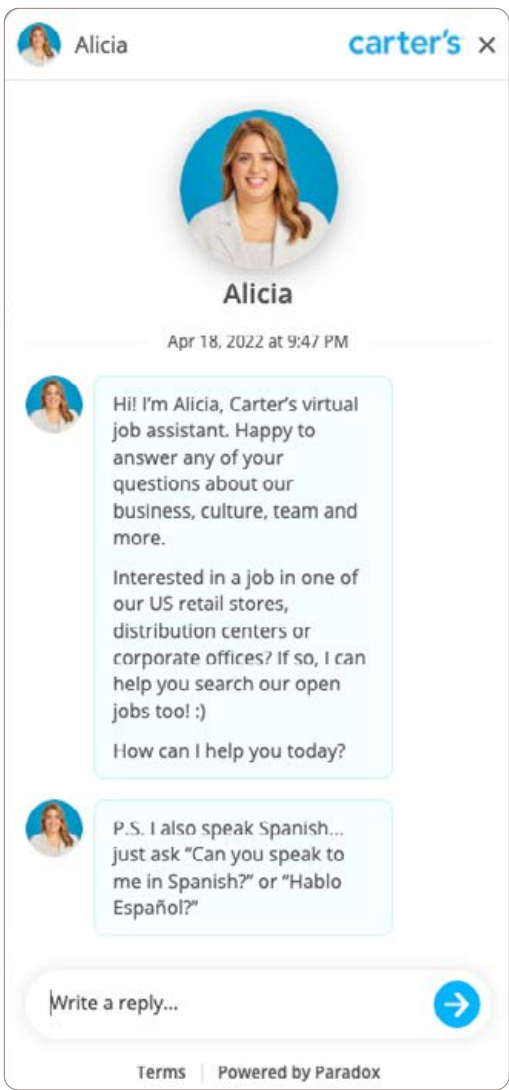 Alicia carter's ×
Alicia
Apr 18, 2022 at 9:47 PM
Hi! I'm Alicia, Carter's virtual
job assistant. Happy to
answer any of your
questions about our
business, culture, team and
more.
Interested in a job in one of
our US retail stores,
distribution centers or
corporate offices? If so, I can
help you search our open
jobs too! :)
How can I help you today?
P.S. I also speak Spanish...
just ask “Can you speak to
me in Spanish?” or “Hablo
Español?”
Write a reply...
Terms | Powered by Paradox